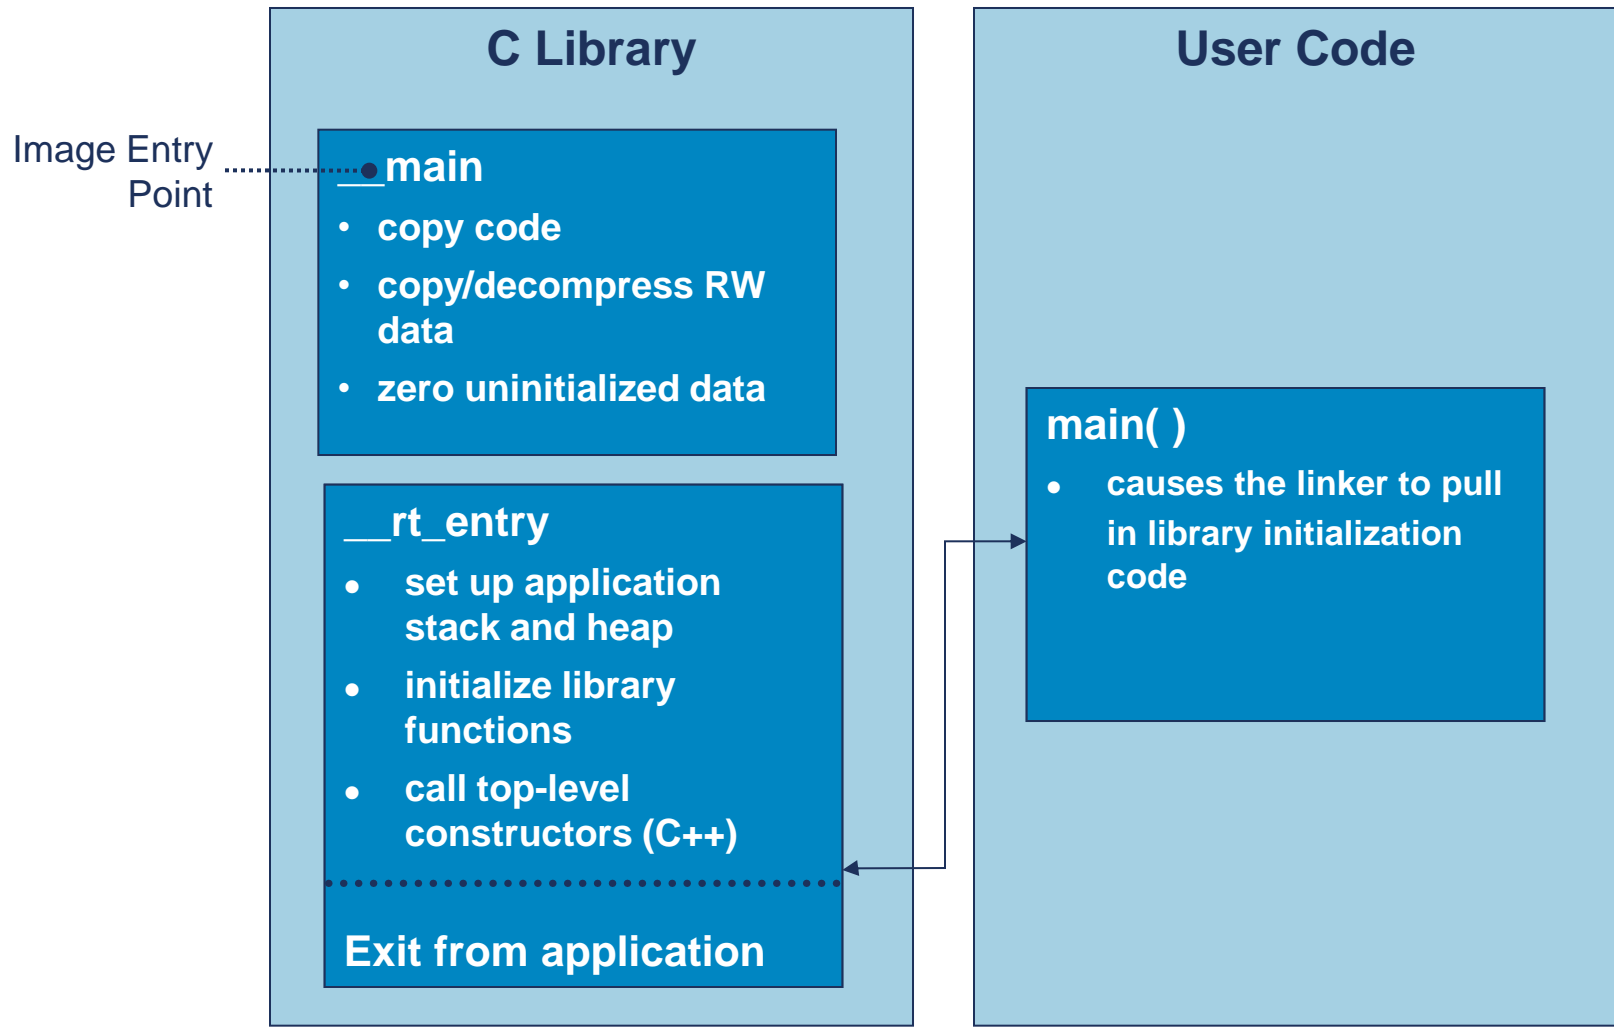 C Library
Image Entry
Point
__main
• copy code
• copy/decompress RW
data
• zero uninitialized data
__rt_entry
• set up application
stack and heap
• initialize library
functions
• call top-level
constructors (C++)
Exit from application
User Code
main( )
• causes the linker to pull
in library initialization
code